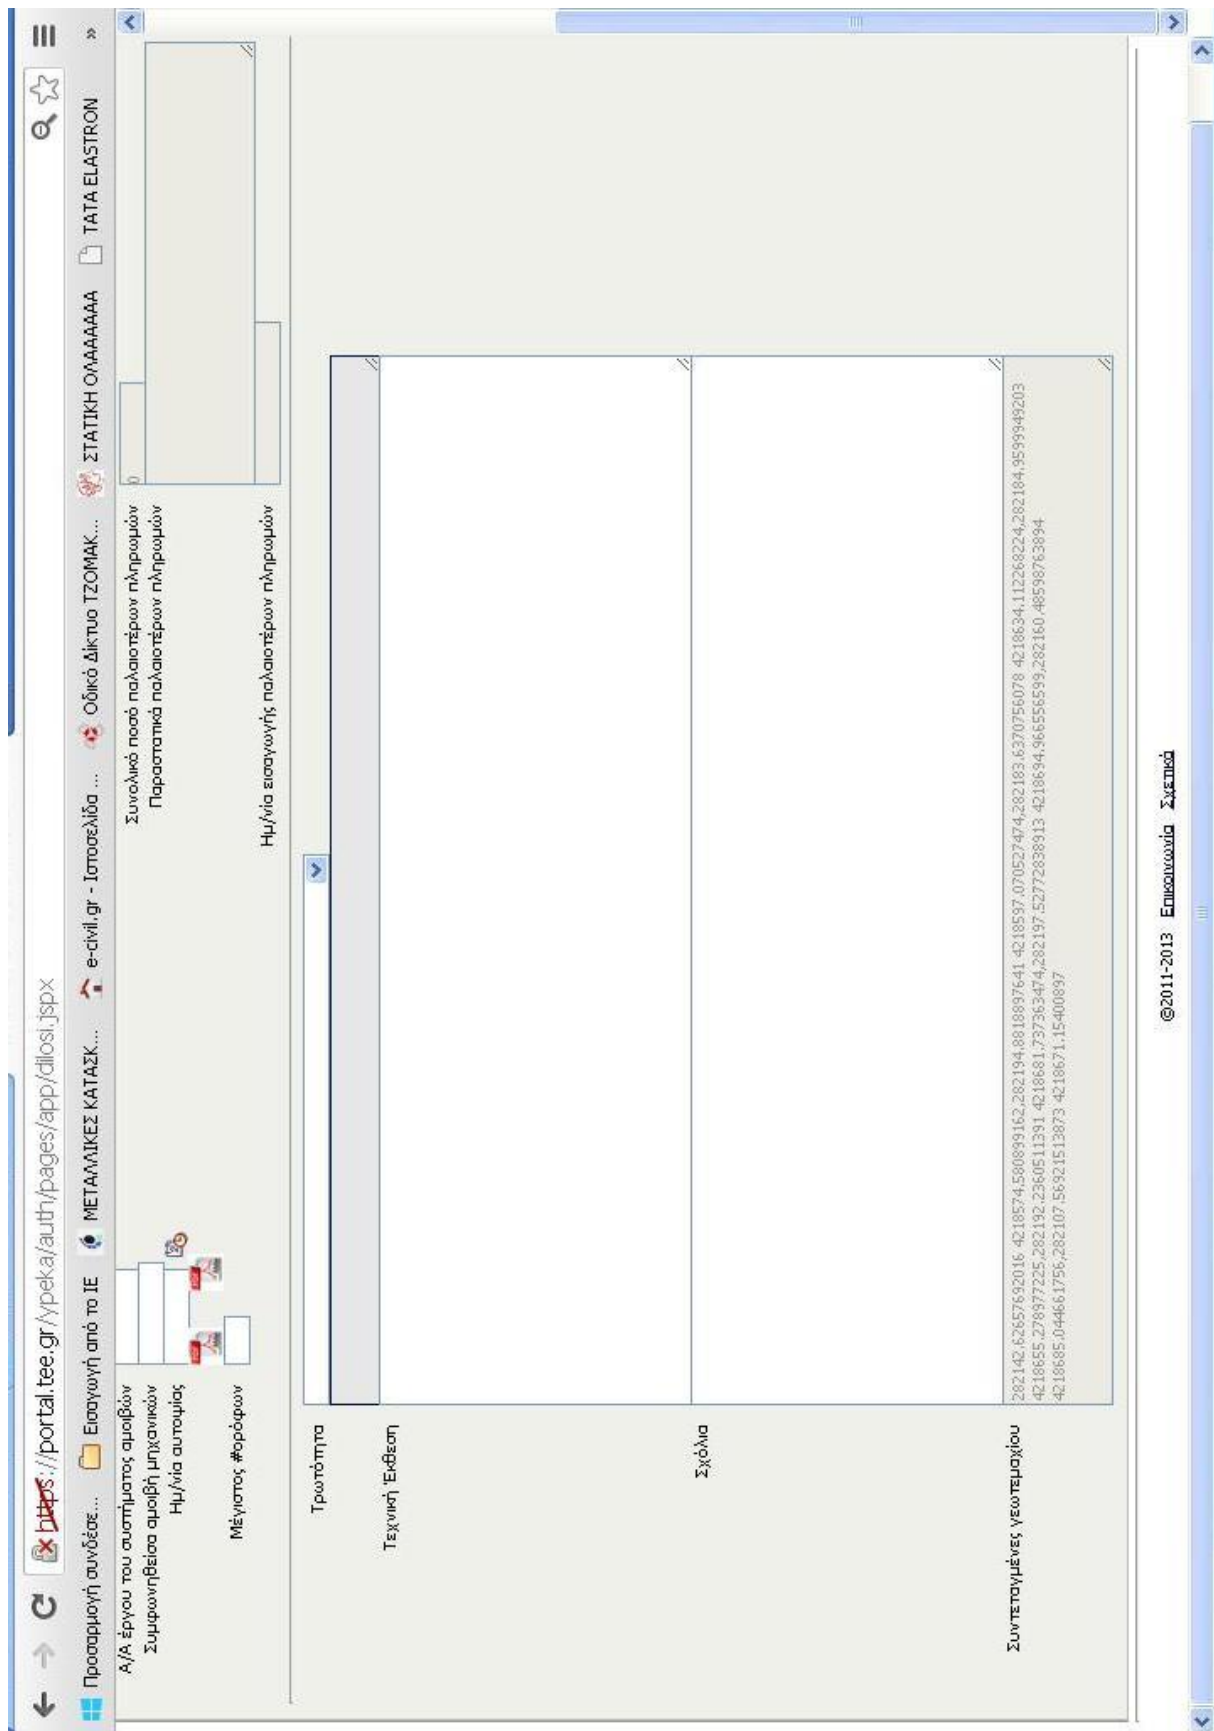 https://portal.tee.gr/ypeka/auth/pages/app/dilosi.jspx
Προσαρμογή συνδέσε... Εισαγωγή από το IE ΜΕΤΑΛΛΙΚΕΣ ΚΑΤΑΣΚ... e-civil.gr - Ιστοσελίδα ... Οδικό Δίκτυο ΤΖΟΜΑΚ... ΣΤΑΤΙΚΗ ΟΛΑΑΑΑΑΑ TATA ELASTRON »
Α/Α έργου του συστήματος αμοιβών
Συμφωνηθείσα αμοιβή μηχανικών
Ημ/νία αυτοψίας
Μέγιστος #ορόφων
Συνολικό ποσό παλαιοτέρων πληρωμών 0
Παραστατικά παλαιοτέρων πληρωμών
Ημ/νία εισαγωγής παλαιοτέρων πληρωμών
Τρωτότητα
Τεχνική Έκθεση
Σχόλια
Συντεταγμένες γεωτεμαχίου
282142.62657692016 4218574.580899162,282194.8818897641 4218597.070527474,282183.6370756078 4218634.112268224,282184.9599949203
4218655.278977225,282192.2360511391 4218681.737363474,282197.52772838913 4218694.966556599,282160.48598763894
4218685.044661756,282107.56921513873 4218671.15400897
©2011-2013 Επικοινωνία Σχετικά